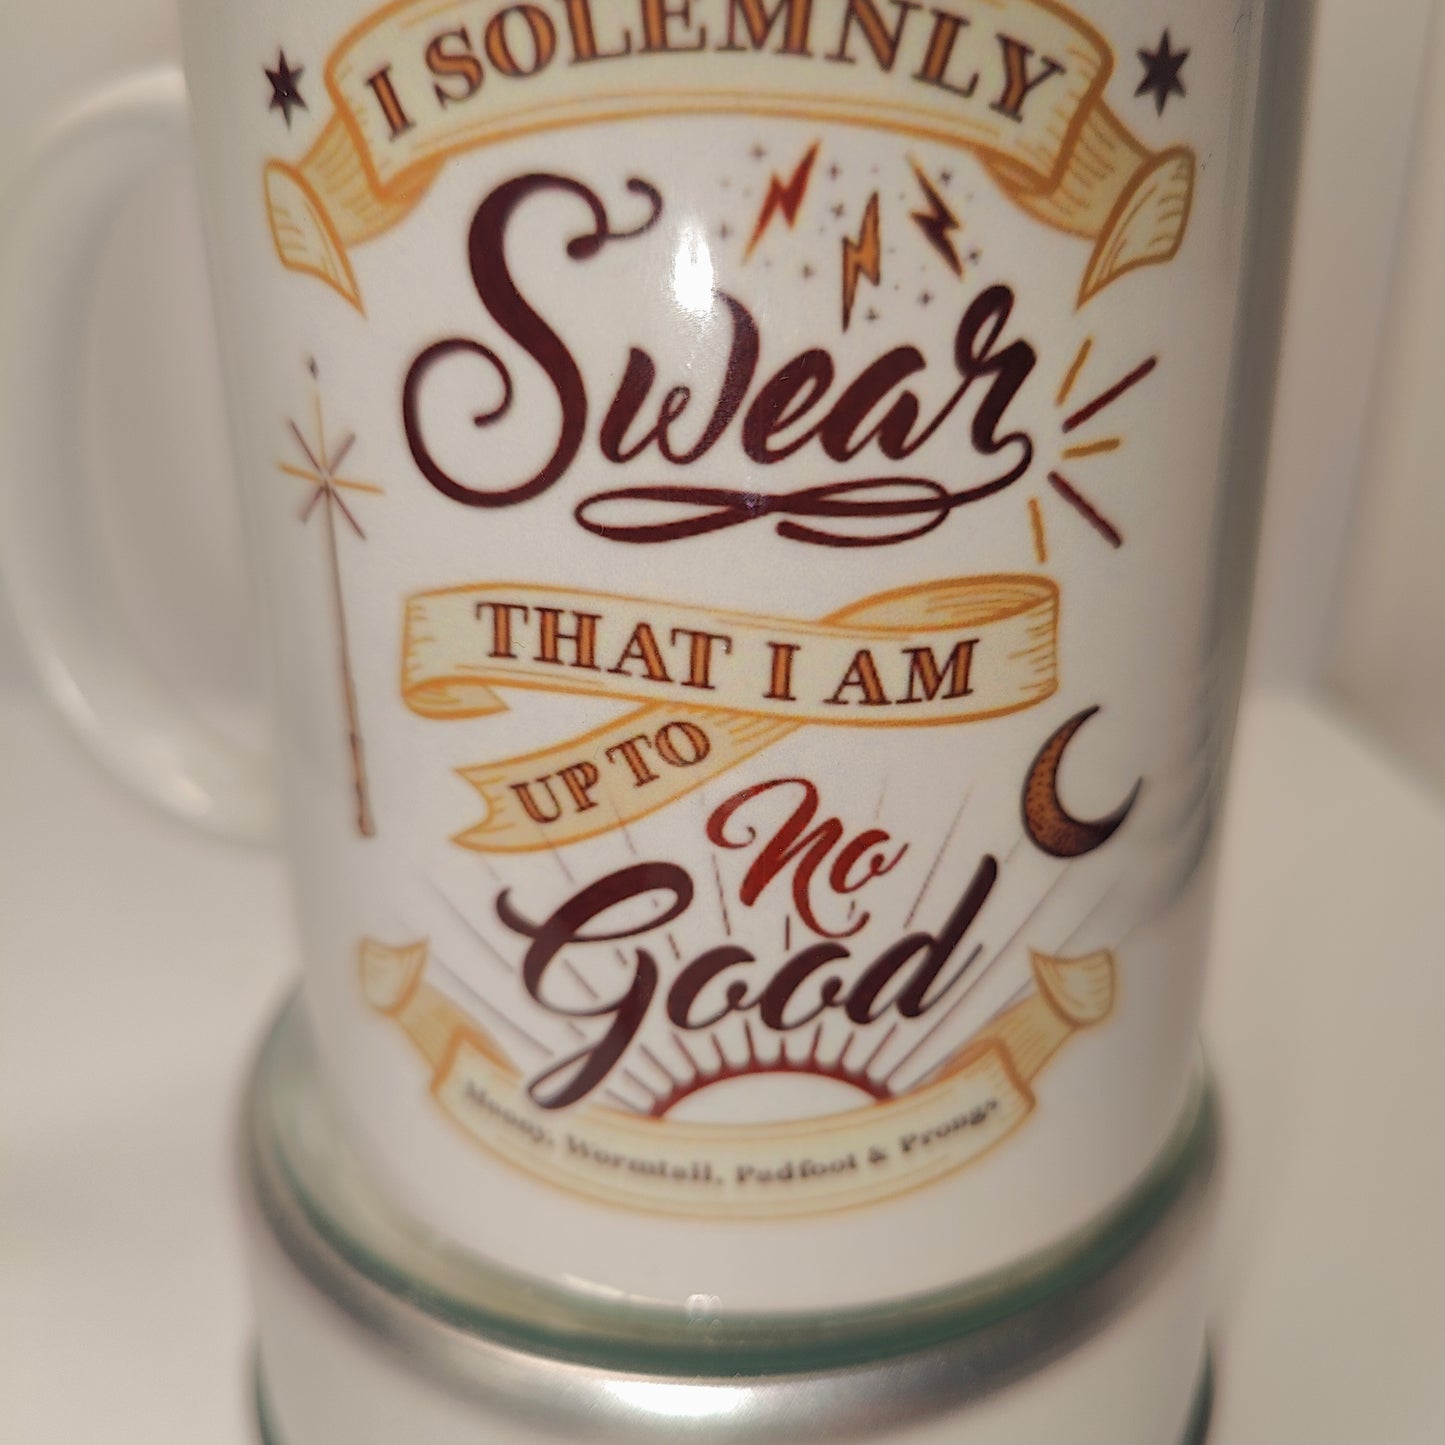 I SOLEMNLY
Swear
THAT I AM
UP TO
No
Good
Moony, Wormtail, Padfoot & Prongs